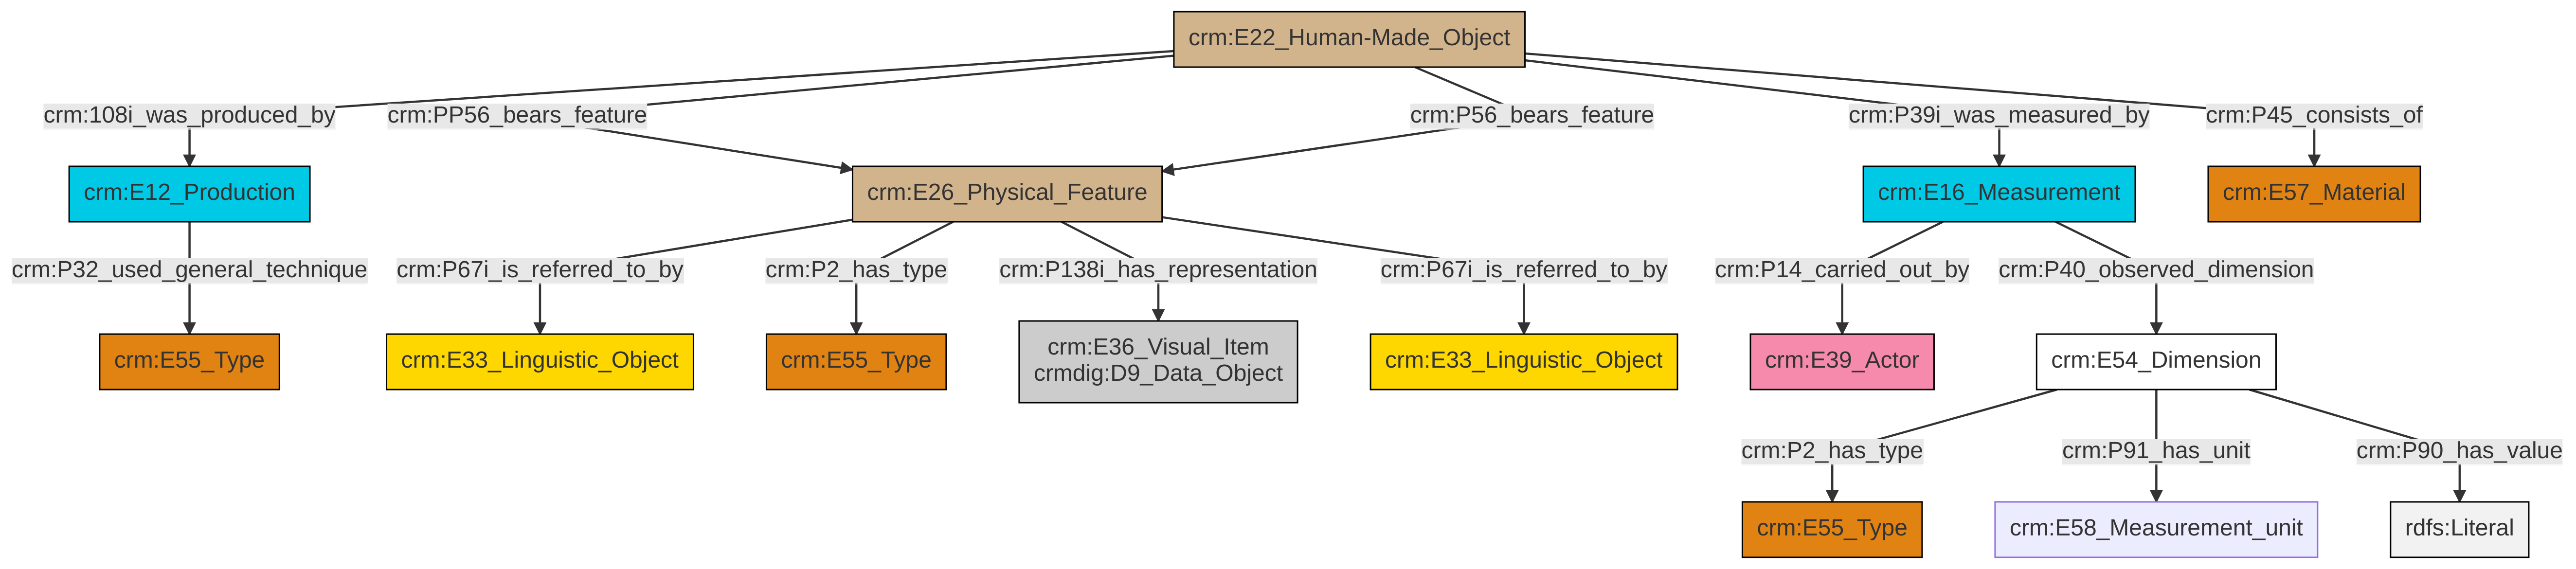 crm:E22_Human-Made_Object
crm:108i_was_produced_by
crm:PP56_bears_feature
crm:P56_bears_feature
crm:P39i_was_measured_by
crm:P45_consists_of
crm:E12_Production
crm:E26_Physical_Feature
crm:E16_Measurement
crm:E57_Material
crm:P32_used_general_technique
crm:P67i_is_referred_to_by
crm:P2_has_type
crm:P138i_has_representation
crm:P67i_is_referred_to_by
crm:P14_carried_out_by
crm:P40_observed_dimension
crm:E55_Type
crm:E33_Linguistic_Object
crm:E55_Type
crm:E36_Visual_Item
crmdig:D9_Data_Object
crm:E33_Linguistic_Object
crm:E39_Actor
crm:E54_Dimension
crm:P2_has_type
crm:P91_has_unit
crm:P90_has_value
crm:E55_Type
crm:E58_Measurement_unit
rdfs:Literal